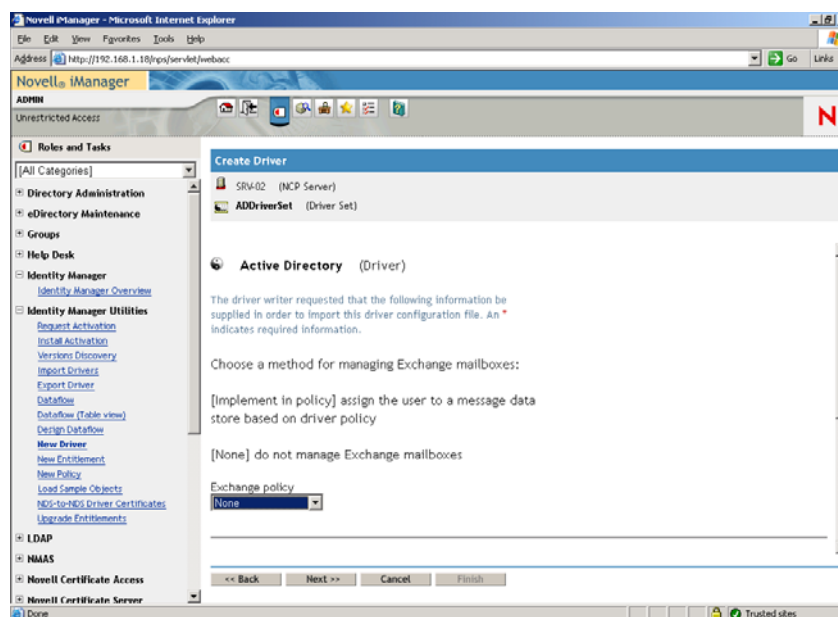 Novell iManager - Microsoft Internet Explorer
File Edit View Favorites Tools Help
Address http://192.168.1.18/nps/servlet/webacc Go Links
Novell® iManager
ADMIN
Unrestricted Access
N
Roles and Tasks
[All Categories]
Directory Administration
eDirectory Maintenance
Groups
Help Desk
Identity Manager
Identity Manager Overview
Identity Manager Utilities
Request Activation
Install Activation
Versions Discovery
Import Drivers
Export Driver
Dataflow
Dataflow (Table view)
Design Dataflow
New Driver
New Entitlement
New Policy
Load Sample Objects
NDS-to-NDS Driver Certificates
Upgrade Entitlements
LDAP
NMAS
Novell Certificate Access
Novell Certificate Server
Create Driver
SRV-02 (NCP Server)
ADDriverSet (Driver Set)
Active Directory (Driver)
The driver writer requested that the following information be
supplied in order to import this driver configuration file. An *
indicates required information.
Choose a method for managing Exchange mailboxes:
[Implement in policy] assign the user to a message data
store based on driver policy
[None] do not manage Exchange mailboxes
Exchange policy
None
<< Back Next >> Cancel Finish
Done Trusted sites